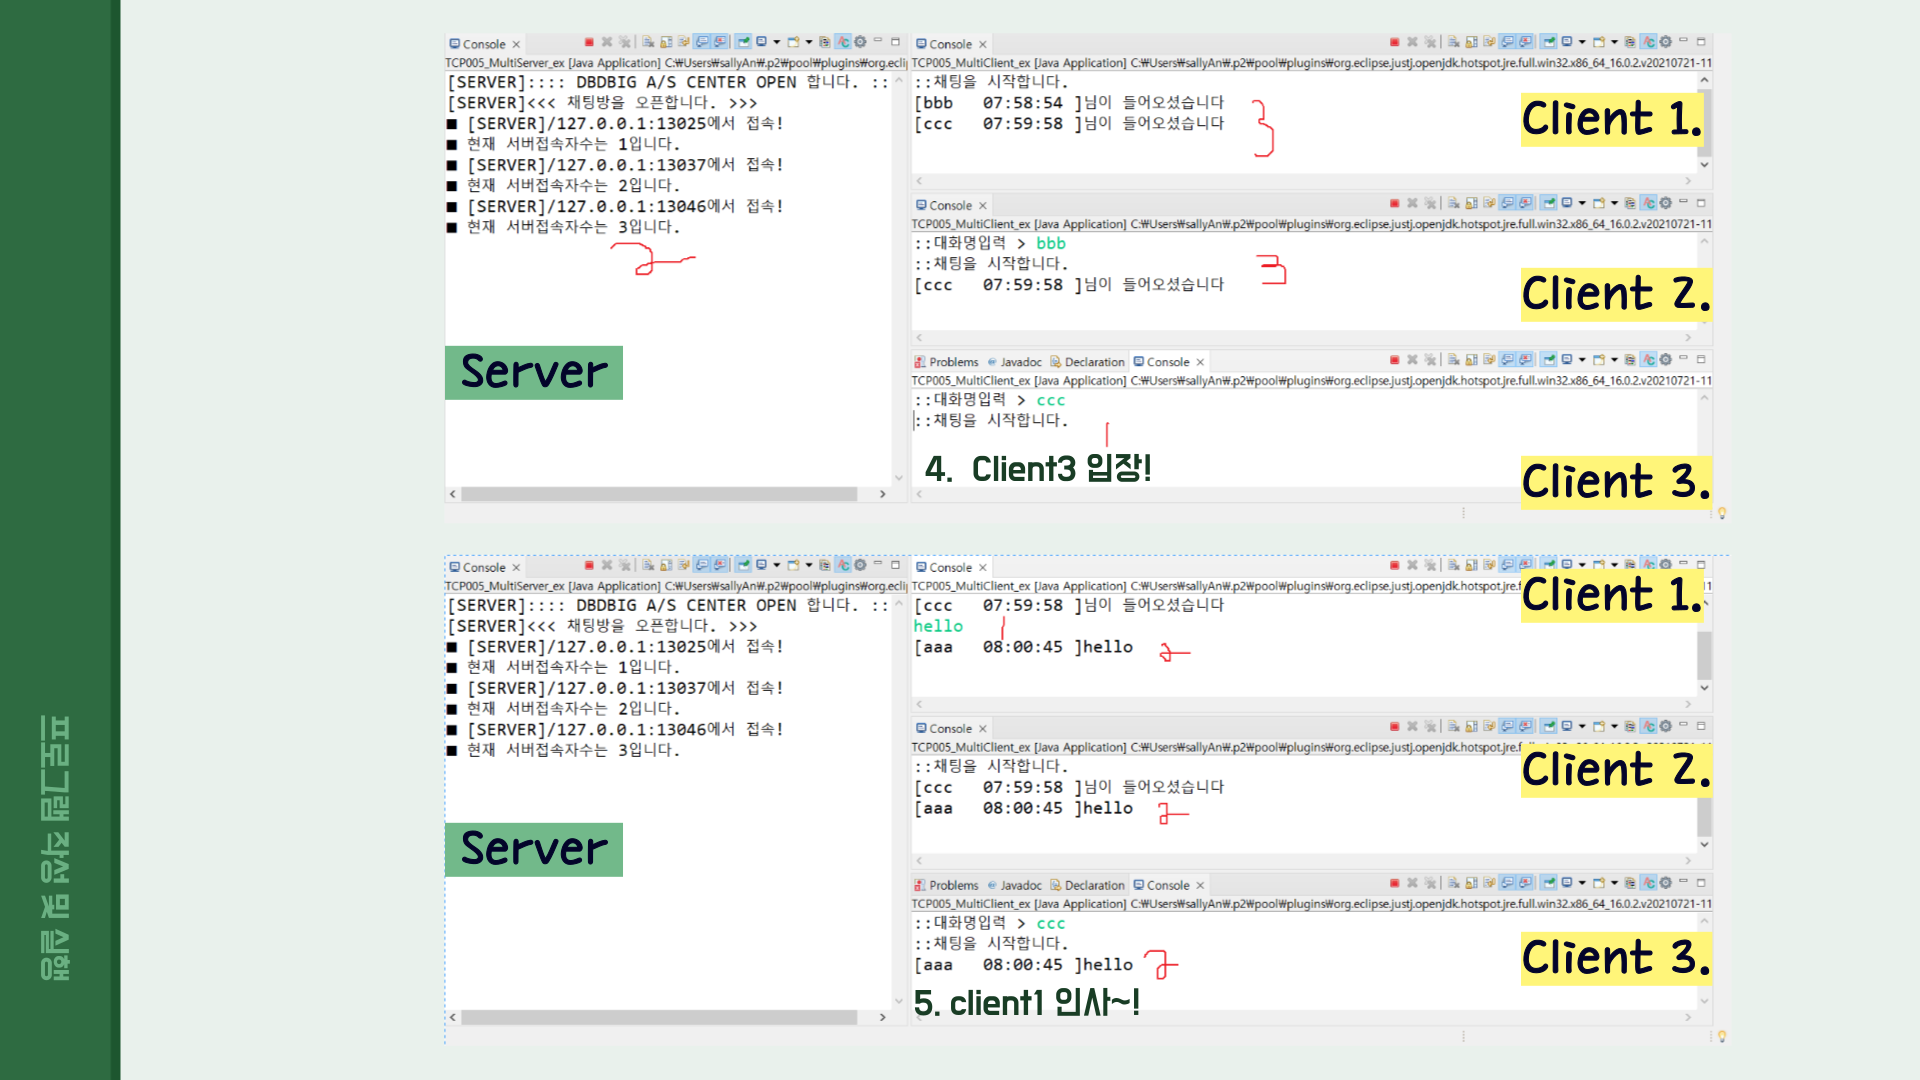 프로그램 작성 및 실행
Console
TCP005_MultiServer_ex [Java Application] C:₩Users₩sallyAn₩.p2₩pool₩plugins₩org.ecli
[SERVER]:::: DBDBIG A/S CENTER OPEN 합니다. ::
[SERVER]<<< 채팅방을 오픈합니다. >>>
■ [SERVER]/127.0.0.1:13025에서 접속!
■ 현재 서버접속자수는 1입니다.
■ [SERVER]/127.0.0.1:13037에서 접속!
■ 현재 서버접속자수는 2입니다.
■ [SERVER]/127.0.0.1:13046에서 접속!
■ 현재 서버접속자수는 3입니다.
2
Server
Console
TCP005_MultiClient_ex [Java Application] C:₩Users₩sallyAn₩.p2₩pool₩plugins₩org.eclipse.justj.openjdk.hotspot.jre.full.win32.x86_64_16.0.2.v20210721-11
::채팅을 시작합니다.
[bbb   07:58:54 ]님이 들어오셨습니다
[ccc   07:59:58 ]님이 들어오셨습니다
3
Client 1.
Console
TCP005_MultiClient_ex [Java Application] C:₩Users₩sallyAn₩.p2₩pool₩plugins₩org.eclipse.justj.openjdk.hotspot.jre.full.win32.x86_64_16.0.2.v20210721-11
::대화명입력 > bbb
::채팅을 시작합니다.
[ccc   07:59:58 ]님이 들어오셨습니다
3
Client 2.
Problems Javadoc Declaration Console
TCP005_MultiClient_ex [Java Application] C:₩Users₩sallyAn₩.p2₩pool₩plugins₩org.eclipse.justj.openjdk.hotspot.jre.full.win32.x86_64_16.0.2.v20210721-11
::대화명입력 > ccc
::채팅을 시작합니다.
1
4. Client3 입장!
Client 3.
Console
TCP005_MultiServer_ex [Java Application] C:₩Users₩sallyAn₩.p2₩pool₩plugins₩org.ecli
[SERVER]:::: DBDBIG A/S CENTER OPEN 합니다. ::
[SERVER]<<< 채팅방을 오픈합니다. >>>
■ [SERVER]/127.0.0.1:13025에서 접속!
■ 현재 서버접속자수는 1입니다.
■ [SERVER]/127.0.0.1:13037에서 접속!
■ 현재 서버접속자수는 2입니다.
■ [SERVER]/127.0.0.1:13046에서 접속!
■ 현재 서버접속자수는 3입니다.
Server
Console
TCP005_MultiClient_ex [Java Application] C:₩Users₩sallyAn₩.p2₩pool₩plugins₩org.eclipse.justj.openjdk.hotspot.jre.f
[ccc   07:59:58 ]님이 들어오셨습니다
hello
1
[aaa   08:00:45 ]hello
2
Client 1.
Console
TCP005_MultiClient_ex [Java Application] C:₩Users₩sallyAn₩.p2₩pool₩plugins₩org.eclipse.justj.openjdk.hotspot.jre.f
::채팅을 시작합니다.
[ccc   07:59:58 ]님이 들어오셨습니다
[aaa   08:00:45 ]hello
2
Client 2.
Problems Javadoc Declaration Console
TCP005_MultiClient_ex [Java Application] C:₩Users₩sallyAn₩.p2₩pool₩plugins₩org.eclipse.justj.openjdk.hotspot.jre.full.win32.x86_64_16.0.2.v20210721-11
::대화명입력 > ccc
::채팅을 시작합니다.
[aaa   08:00:45 ]hello
2
5. client1 인사~!
Client 3.